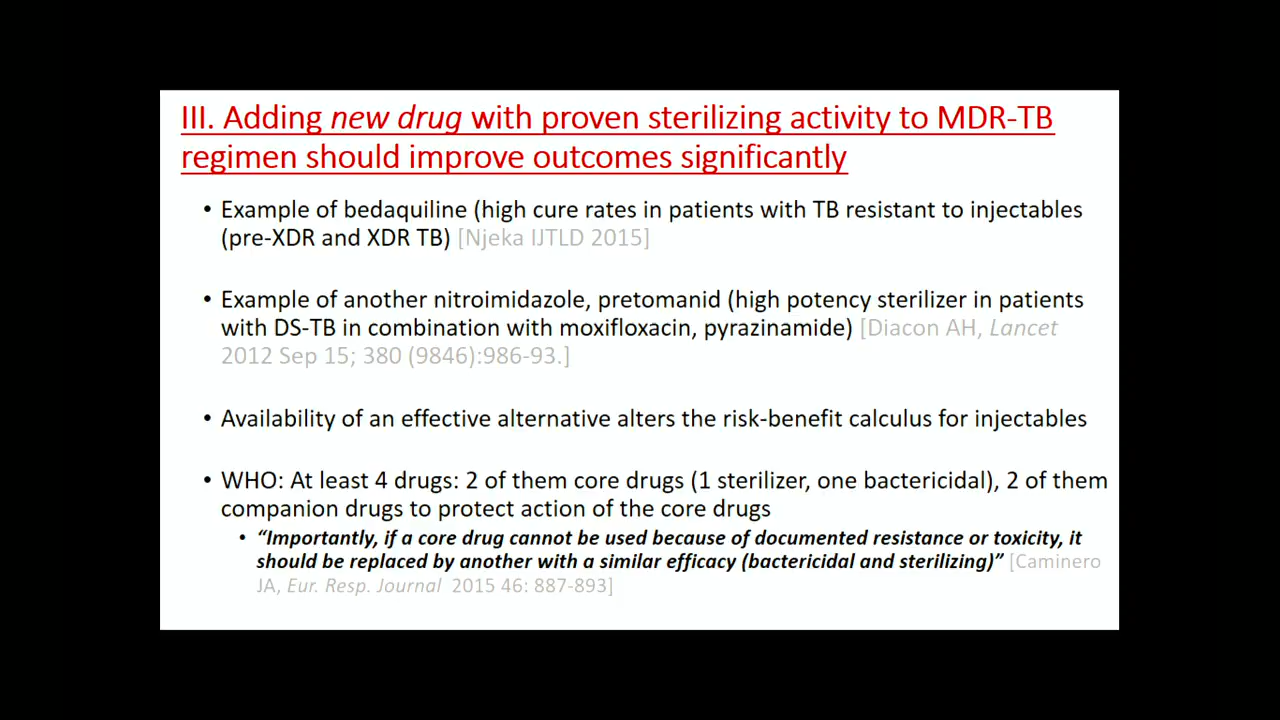 III. Adding new drug with proven sterilizing activity to MDR-TB
regimen should improve outcomes significantly
• Example of bedaquiline (high cure rates in patients with TB resistant to injectables
(pre-XDR and XDR TB) [Njeka IJTLD 2015]
• Example of another nitroimidazole, pretomanid (high potency sterilizer in patients
with DS-TB in combination with moxifloxacin, pyrazinamide) [Diacon AH, Lancet
2012 Sep 15; 380 (9846):986-93.]
• Availability of an effective alternative alters the risk-benefit calculus for injectables
• WHO: At least 4 drugs: 2 of them core drugs (1 sterilizer, one bactericidal), 2 of them
companion drugs to protect action of the core drugs
• “Importantly, if a core drug cannot be used because of documented resistance or toxicity, it
should be replaced by another with a similar efficacy (bactericidal and sterilizing)” [Caminero
JA, Eur. Resp. Journal 2015 46: 887-893]